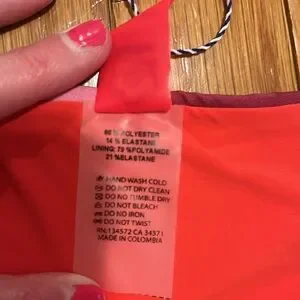 86 % POLYESTER
14 % ELASTANE
LINING: 79 %POLYAMIDE
21 %ELASTANE
HAND WASH COLD
DO NOT DRY CLEAN
DO NOT TUMBLE DRY
DO NOT BLEACH
DO NOT IRON
DO NOT TWIST
RN:134572 CA 34371
MADE IN COLOMBIA